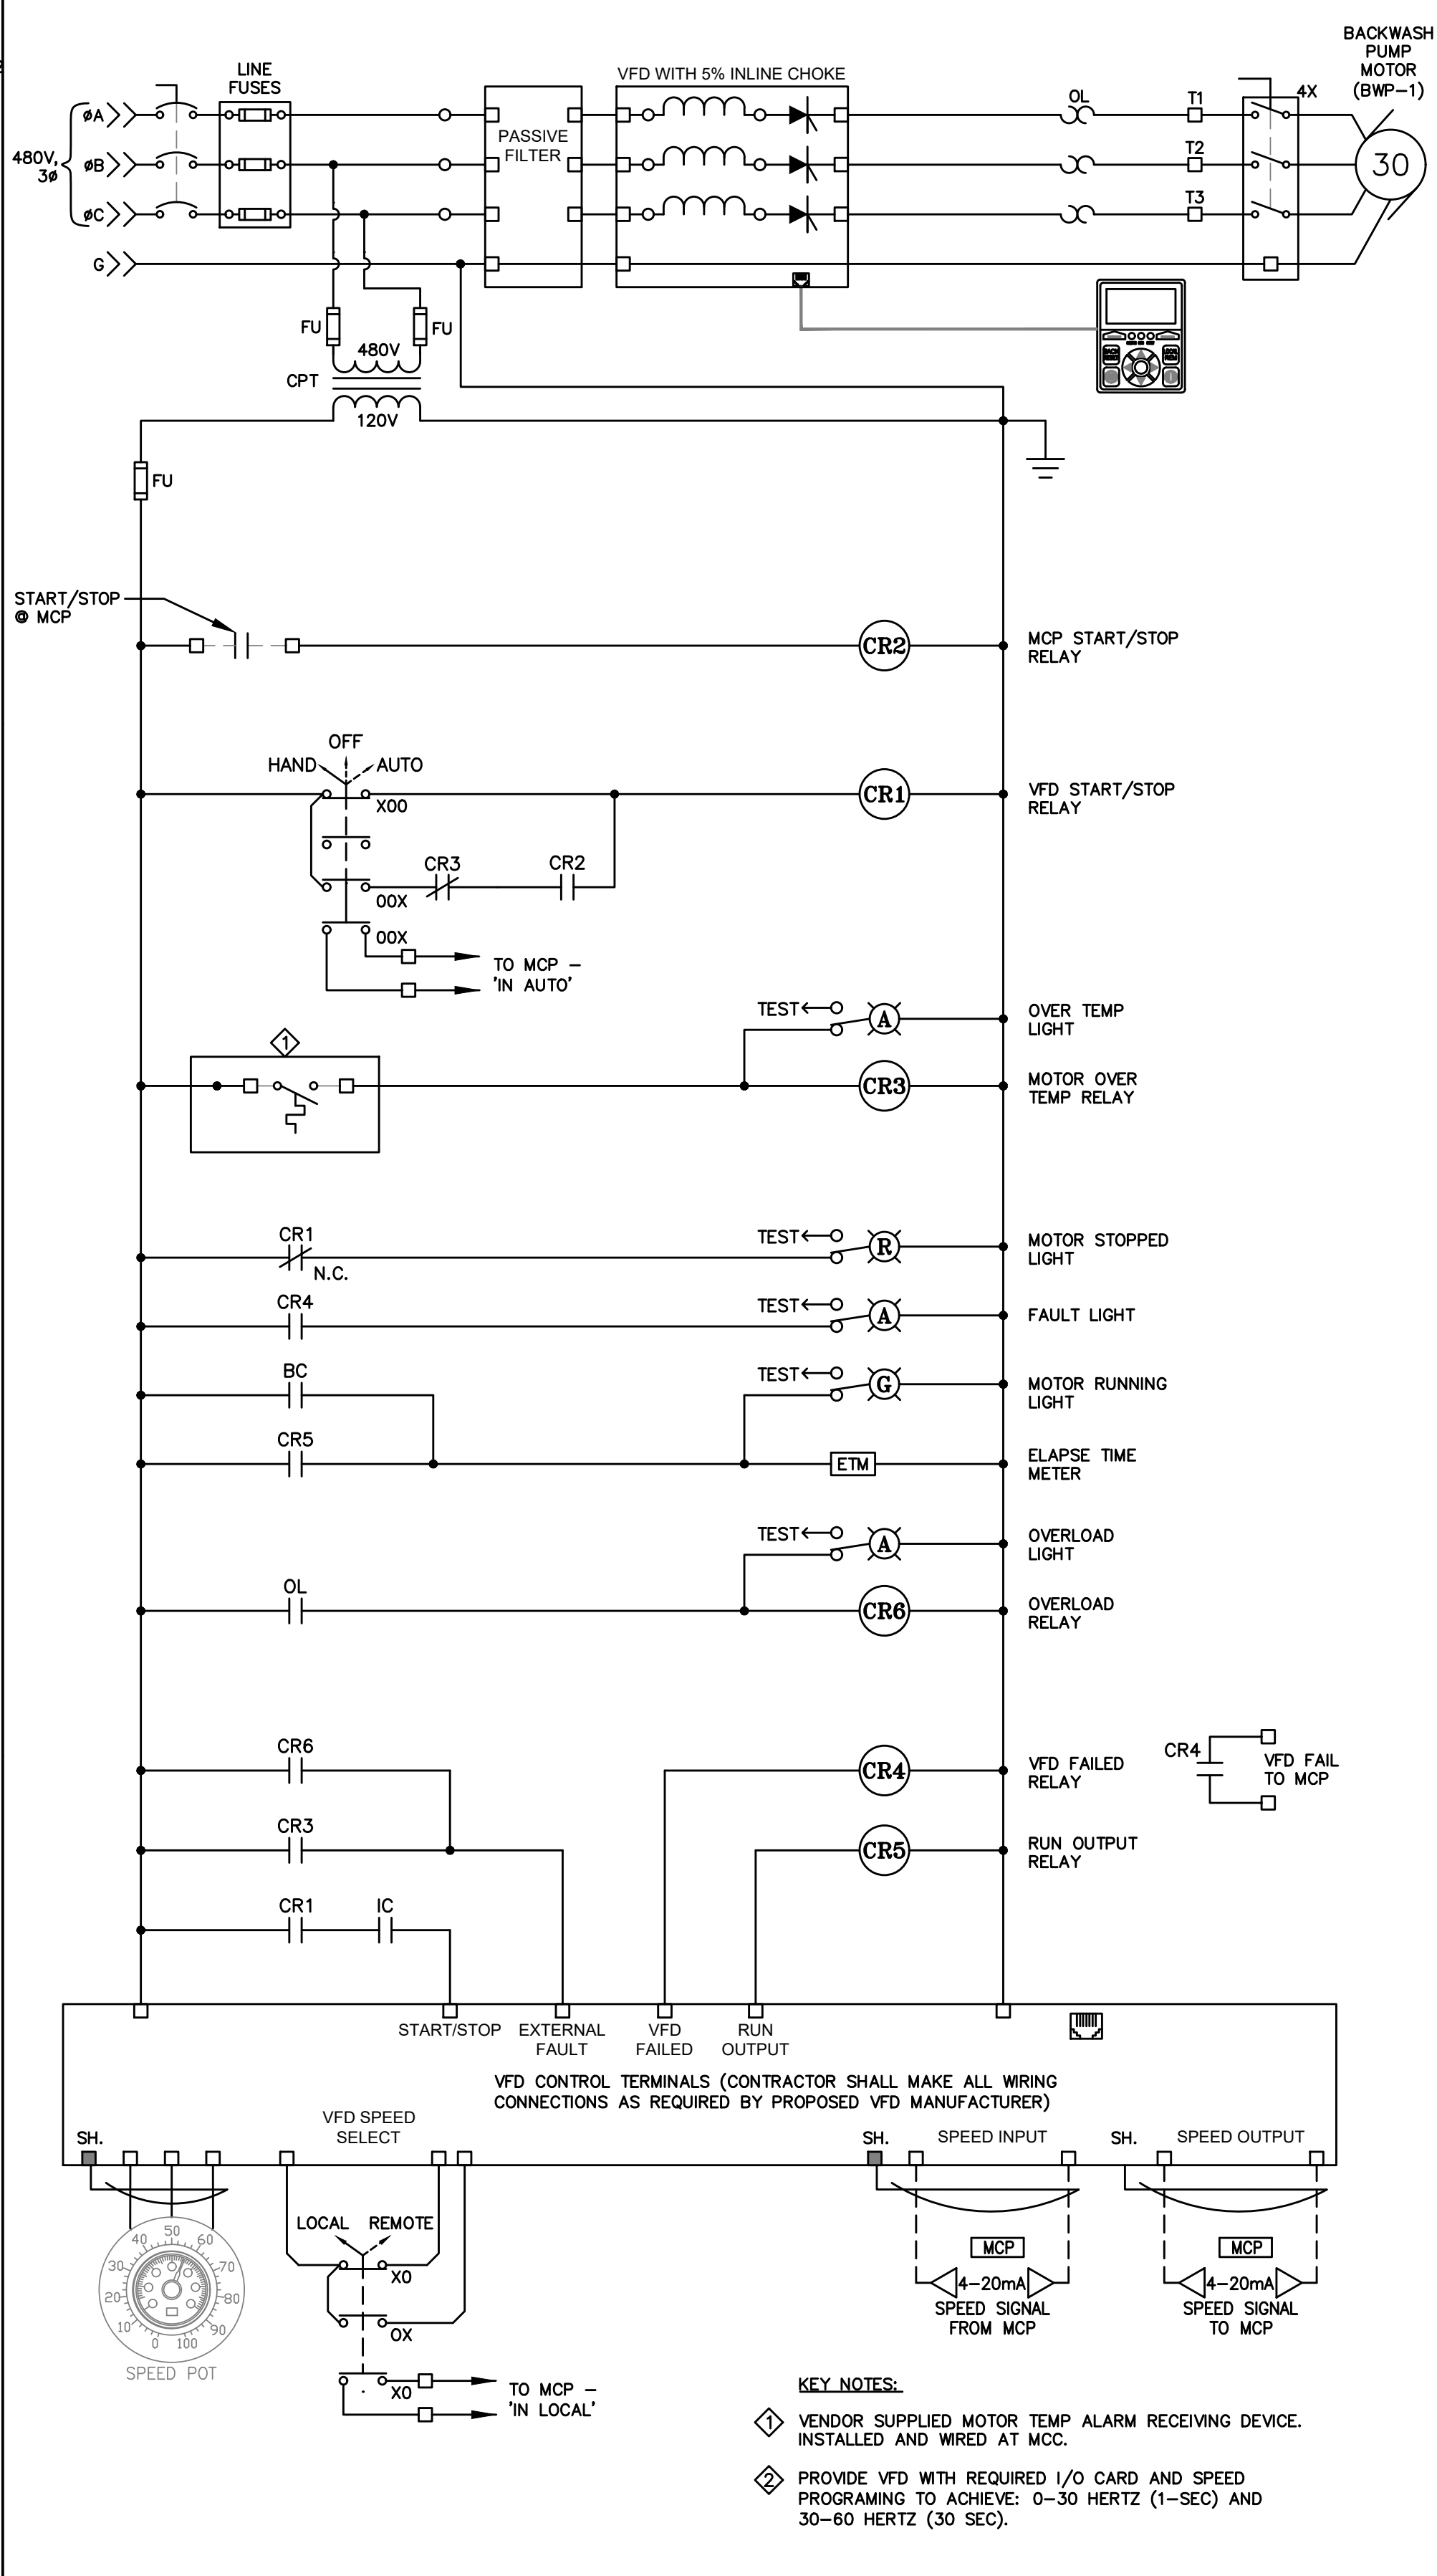 BACKWASH
PUMP
MOTOR
(BWP-1)
LINE
FUSES
VFD WITH 5% INLINE CHOKE
OL
T1
4X
øA
PASSIVE
FILTER
480V,
3ø
øB
T2
30
øC
T3
G
FU
FU
480V
CPT
120V
FU
START/STOP
@ MCP
CR2
MCP START/STOP
RELAY
OFF
HAND
AUTO
X00
CR1
VFD START/STOP
RELAY
CR3
CR2
00X
00X
TO MCP -
'IN AUTO'
TEST
A
OVER TEMP
LIGHT
1
CR3
MOTOR OVER
TEMP RELAY
CR1
N.C.
TEST
R
MOTOR STOPPED
LIGHT
CR4
TEST
A
FAULT LIGHT
BC
TEST
G
MOTOR RUNNING
LIGHT
CR5
ETM
ELAPSE TIME
METER
TEST
A
OVERLOAD
LIGHT
OL
CR6
OVERLOAD
RELAY
CR6
CR4
VFD FAILED
RELAY
CR4
VFD FAIL
TO MCP
CR3
CR5
RUN OUTPUT
RELAY
CR1
IC
START/STOP
EXTERNAL
FAULT
VFD
FAILED
RUN
OUTPUT
VFD CONTROL TERMINALS (CONTRACTOR SHALL MAKE ALL WIRING
CONNECTIONS AS REQUIRED BY PROPOSED VFD MANUFACTURER)
SH.
VFD SPEED
SELECT
SH.
SPEED INPUT
SH.
SPEED OUTPUT
0
10
20
30
40
50
60
70
80
90
100
SPEED POT
LOCAL
REMOTE
X0
0X
X0
TO MCP -
'IN LOCAL'
MCP
4-20mA
SPEED SIGNAL
FROM MCP
MCP
4-20mA
SPEED SIGNAL
TO MCP
KEY NOTES:
1
VENDOR SUPPLIED MOTOR TEMP ALARM RECEIVING DEVICE.
INSTALLED AND WIRED AT MCC.
2
PROVIDE VFD WITH REQUIRED I/O CARD AND SPEED
PROGRAMING TO ACHIEVE: 0-30 HERTZ (1-SEC) AND
30-60 HERTZ (30 SEC).